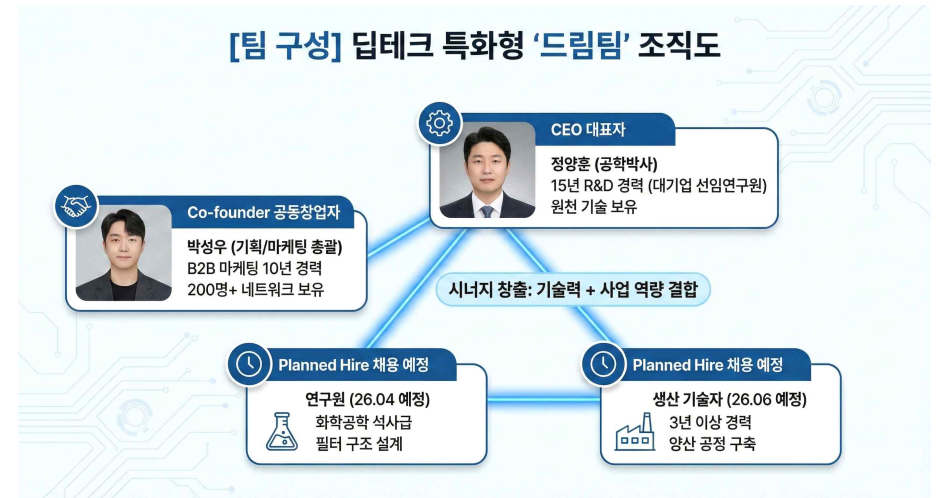 [팀 구성] 딥테크 특화형 ‘드림팀’ 조직도
CEO 대표자
정양훈 (공학박사)
15년 R&D 경력 (대기업 선임연구원)
원천 기술 보유
Co-founder 공동창업자
박성우 (기획/마케팅 총괄)
B2B 마케팅 10년 경력
200명+ 네트워크 보유
시너지 창출: 기술력 + 사업 역량 결합
Planned Hire 채용 예정
연구원 (26.04 예정)
화학공학 석사급
필터 구조 설계
Planned Hire 채용 예정
생산 기술자 (26.06 예정)
3년 이상 경력
양산 공정 구축